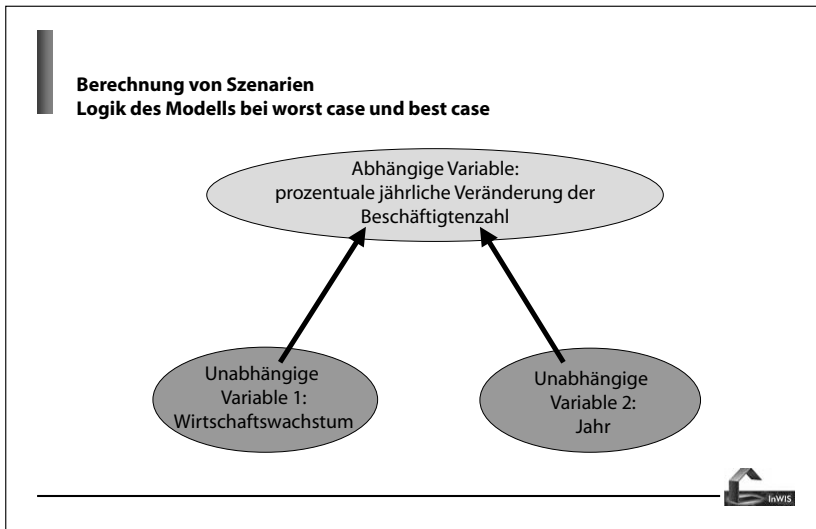 Berechnung von Szenarien
Logik des Modells bei worst case und best case
Abhängige Variable:
prozentuale jährliche Veränderung der
Beschäftigtenzahl
Unabhängige
Variable 1:
Wirtschaftswachstum
Unabhängige
Variable 2:
Jahr
InWIS